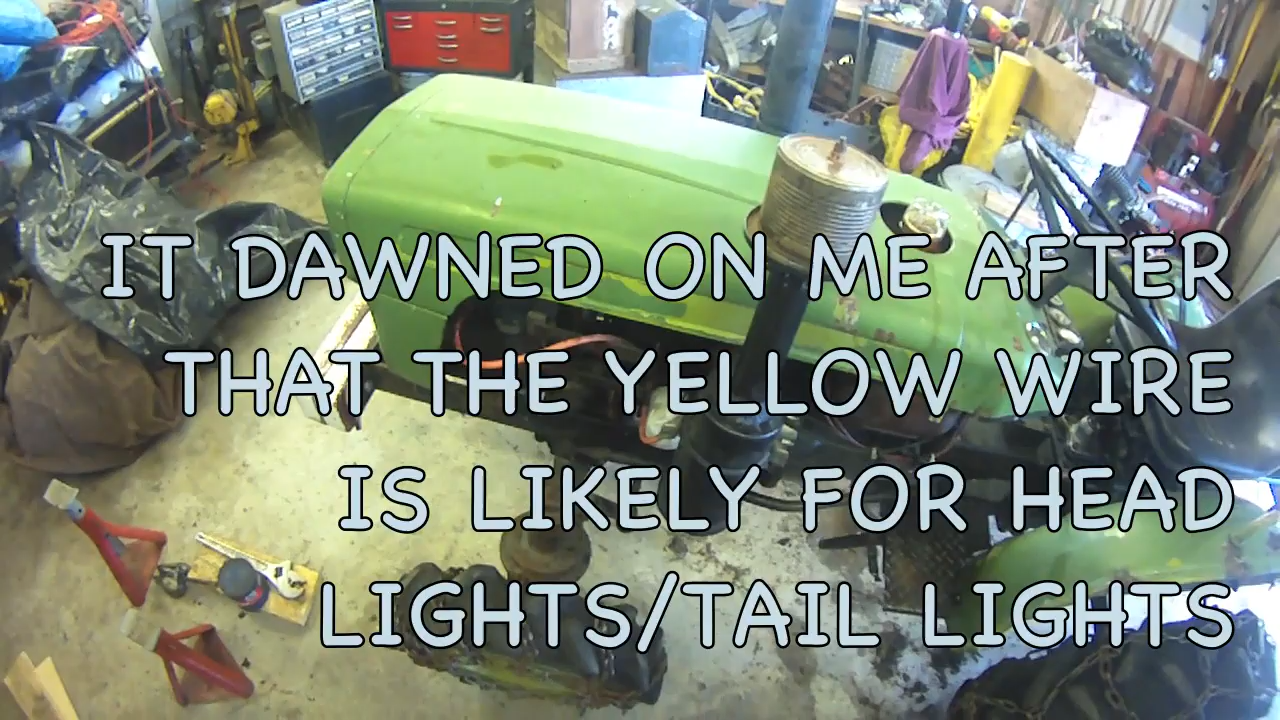 IT DAWNED ON ME AFTER
THAT THE YELLOW WIRE
IS LIKELY FOR HEAD
LIGHTS/TAIL LIGHTS